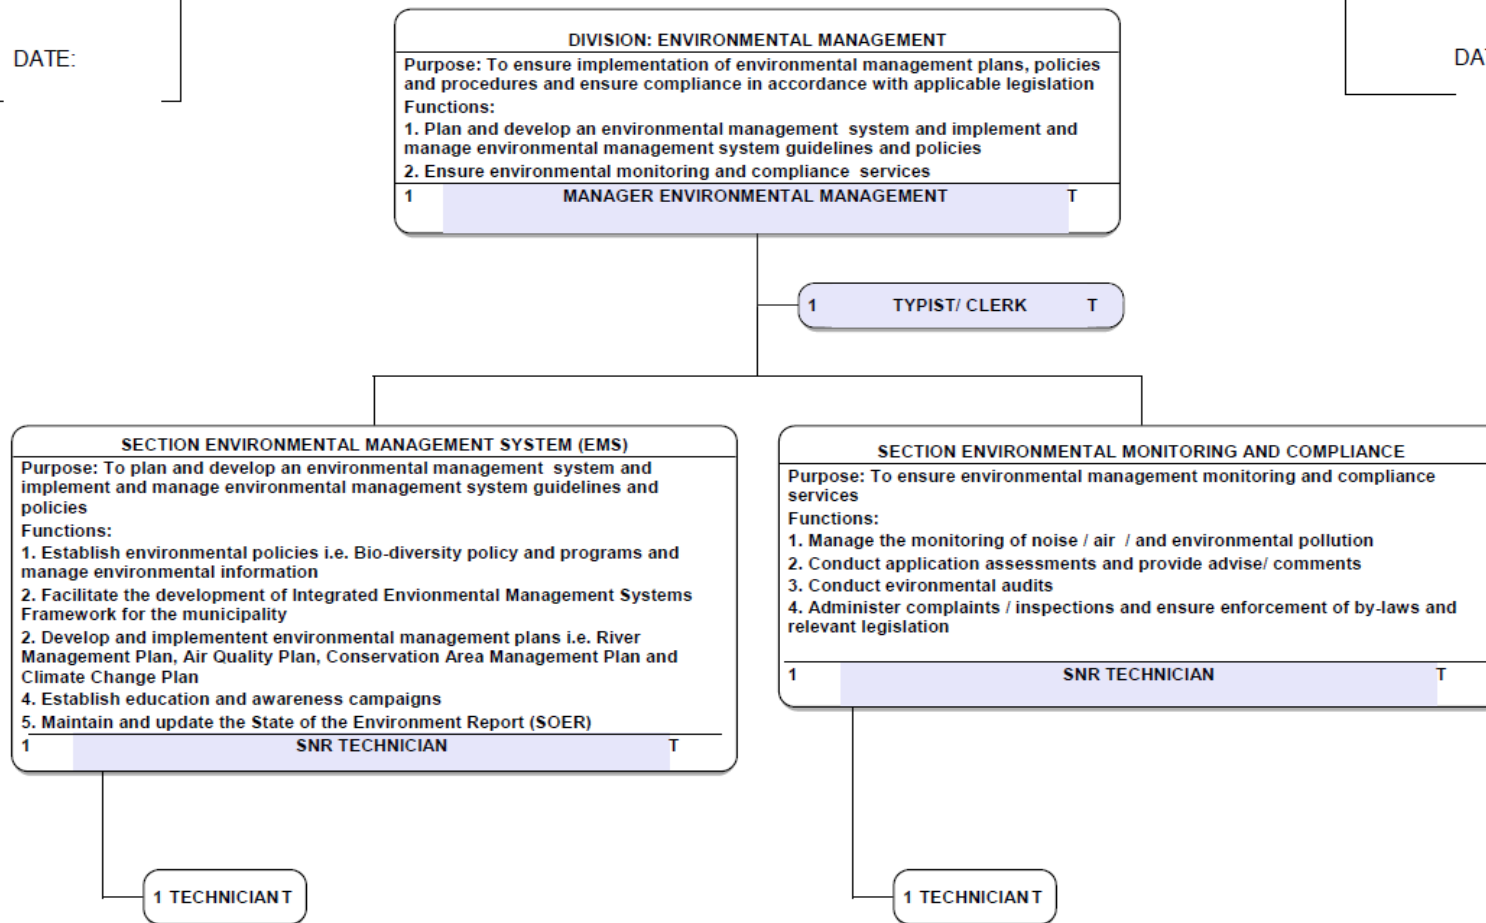 DATE:
DAT
DIVISION: ENVIRONMENTAL MANAGEMENT
Purpose: To ensure implementation of environmental management plans, policies
and procedures and ensure compliance in accordance with applicable legislation
Functions:
1. Plan and develop an environmental management system and implement and
manage environmental management system guidelines and policies
2. Ensure environmental monitoring and compliance services
1 MANAGER ENVIRONMENTAL MANAGEMENT T
1 TYPIST/ CLERK T
SECTION ENVIRONMENTAL MANAGEMENT SYSTEM (EMS)
Purpose: To plan and develop an environmental management system and
implement and manage environmental management system guidelines and
policies
Functions:
1. Establish environmental policies i.e. Bio-diversity policy and programs and
manage environmental information
2. Facilitate the development of Integrated Envionmental Management Systems
Framework for the municipality
2. Develop and implementent environmental management plans i.e. River
Management Plan, Air Quality Plan, Conservation Area Management Plan and
Climate Change Plan
4. Establish education and awareness campaigns
5. Maintain and update the State of the Environment Report (SOER)
1 SNR TECHNICIAN T
1 TECHNICIAN T
SECTION ENVIRONMENTAL MONITORING AND COMPLIANCE
Purpose: To ensure environmental management monitoring and compliance
services
Functions:
1. Manage the monitoring of noise / air / and environmental pollution
2. Conduct application assessments and provide advise/ comments
3. Conduct evironmental audits
4. Administer complaints / inspections and ensure enforcement of by-laws and
relevant legislation
1 SNR TECHNICIAN T
1 TECHNICIAN T